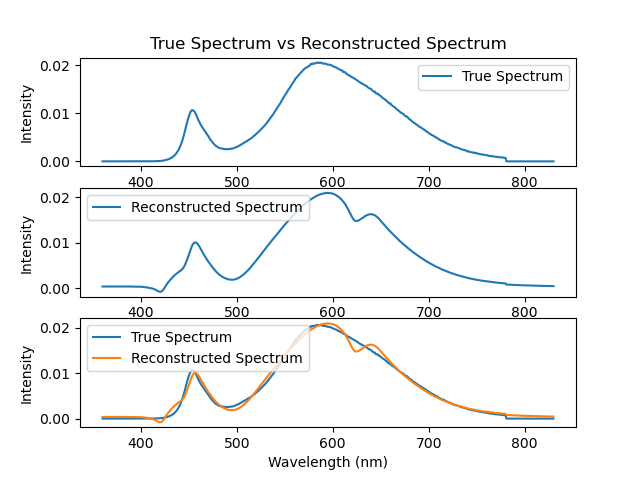 True Spectrum vs Reconstructed Spectrum
0.02
0.01
0.00
Intensity
True Spectrum
400 500 600 700 800
0.02
0.01
0.00
Intensity
Reconstructed Spectrum
400 500 600 700 800
0.02
0.01
0.00
Intensity
True Spectrum
Reconstructed Spectrum
400 500 600 700 800
Wavelength (nm)